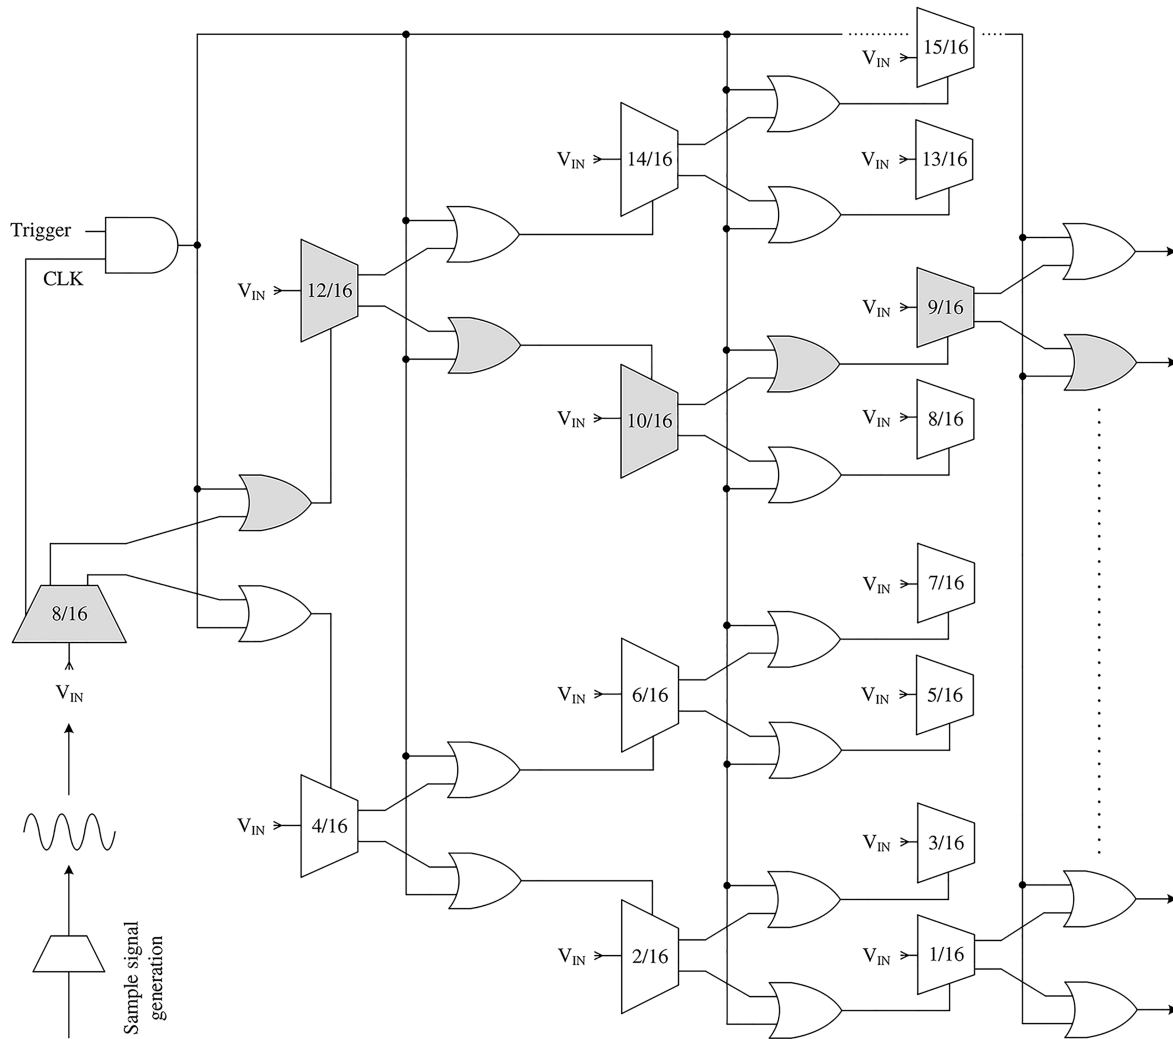 15/16
V_IN
14/16
V_IN
13/16
V_IN
Trigger
CLK
12/16
V_IN
9/16
V_IN
10/16
V_IN
8/16
V_IN
8/16
V_IN
7/16
V_IN
6/16
V_IN
5/16
V_IN
4/16
V_IN
3/16
V_IN
2/16
V_IN
1/16
V_IN
Sample signal
generation